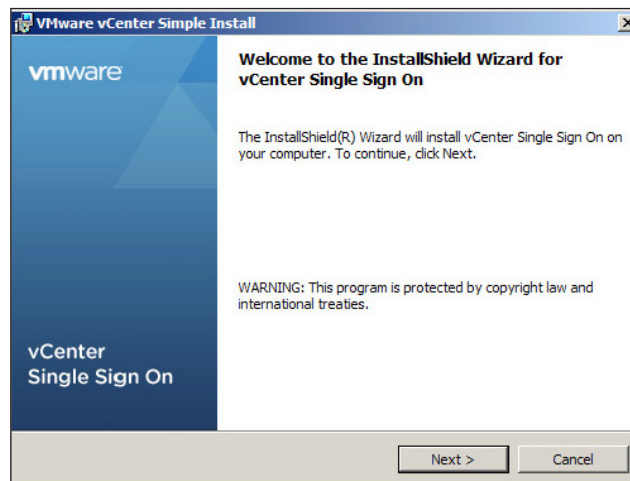 VMware vCenter Simple Install
vmware
Welcome to the InstallShield Wizard for
vCenter Single Sign On
The InstallShield(R) Wizard will install vCenter Single Sign On on
your computer. To continue, click Next.
WARNING: This program is protected by copyright law and
international treaties.
vCenter
Single Sign On
Next >
Cancel